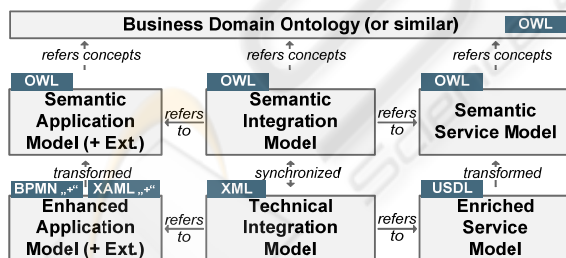 Business Domain Ontology (or similar) OWL
refers concepts refers concepts refers concepts
OWL OWL OWL
Semantic
Application
Model (+ Ext.)
refers
to
Semantic
Integration
Model
refers
to
Semantic
Service Model
transformed synchronized transformed
BPMN „+“ XAML „+“ XML USDL
Enhanced
Application
Model (+ Ext.)
refers
to
Technical
Integration
Model
refers
to
Enriched
Service
Model